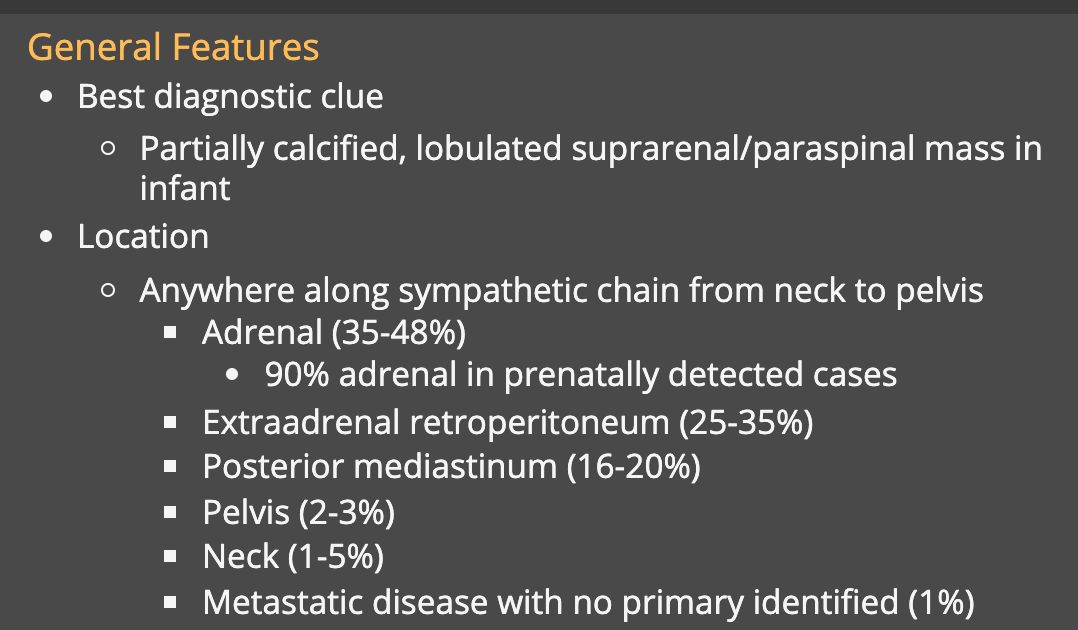 General Features
• Best diagnostic clue
○ Partially calcified, lobulated suprarenal/paraspinal mass in
infant
• Location
○ Anywhere along sympathetic chain from neck to pelvis
▪ Adrenal (35-48%)
• 90% adrenal in prenatally detected cases
▪ Extraadrenal retroperitoneum (25-35%)
▪ Posterior mediastinum (16-20%)
▪ Pelvis (2-3%)
▪ Neck (1-5%)
▪ Metastatic disease with no primary identified (1%)